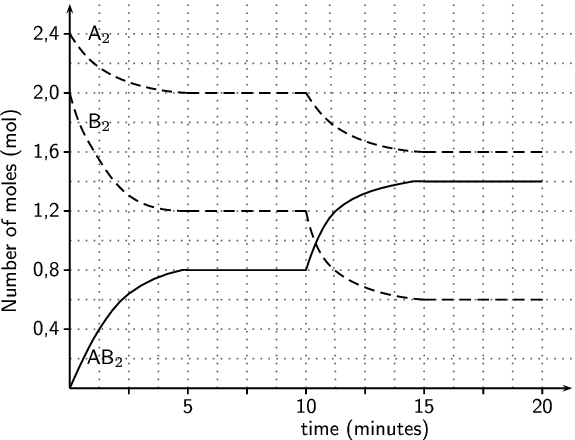 Number of moles (mol)
2,4
2,0
1,6
1,2
0,8
0,4
A₂
B₂
AB₂
5
10
15
20
time (minutes)